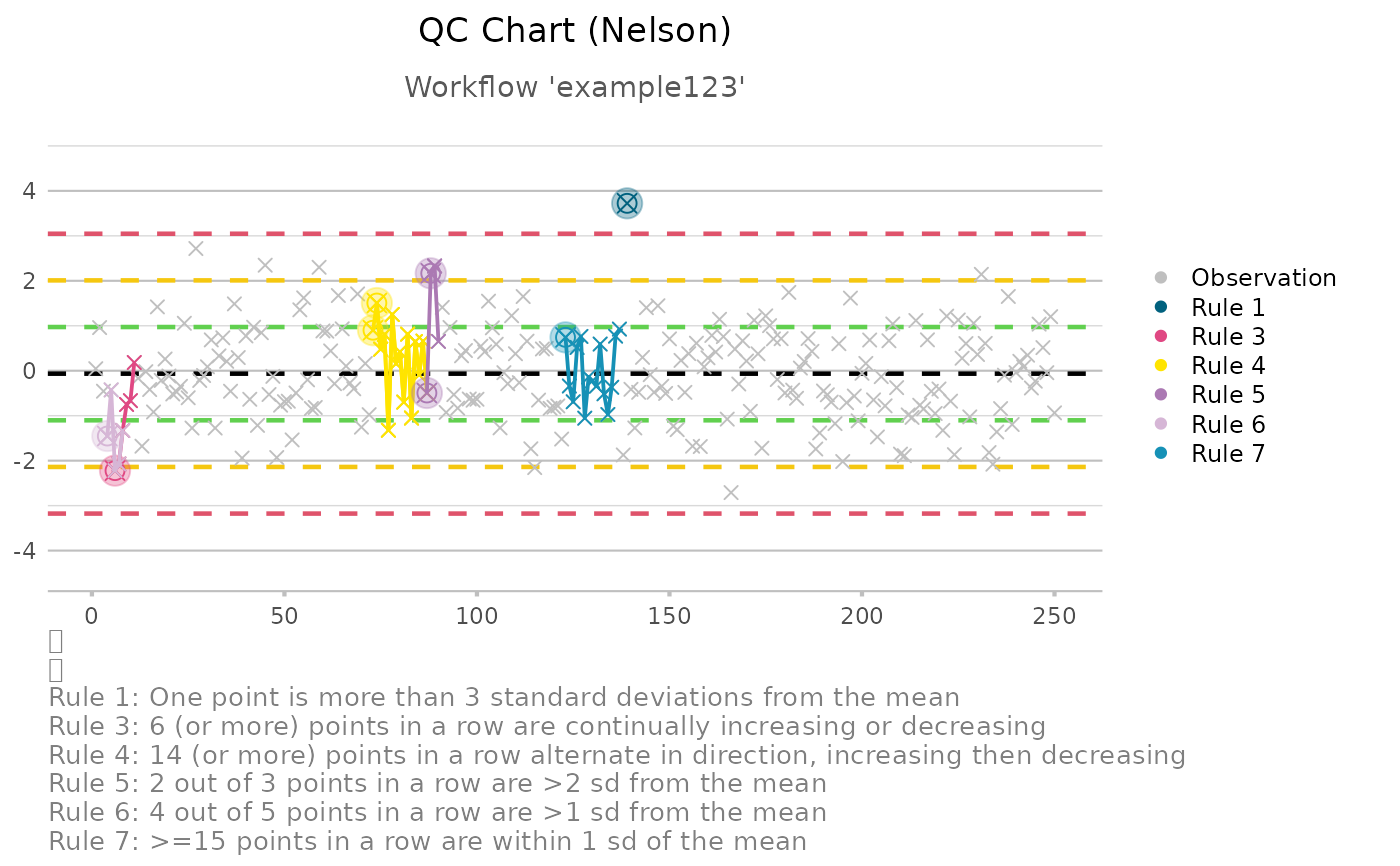 QC Chart (Nelson)
Workflow 'example123'
4
2
0
-2
-4
0 50 100 150 200 250
Observation
Rule 1
Rule 3
Rule 4
Rule 5
Rule 6
Rule 7
Rule 1: One point is more than 3 standard deviations from the mean
Rule 3: 6 (or more) points in a row are continually increasing or decreasing
Rule 4: 14 (or more) points in a row alternate in direction, increasing then decreasing
Rule 5: 2 out of 3 points in a row are >2 sd from the mean
Rule 6: 4 out of 5 points in a row are >1 sd from the mean
Rule 7: >=15 points in a row are within 1 sd of the mean